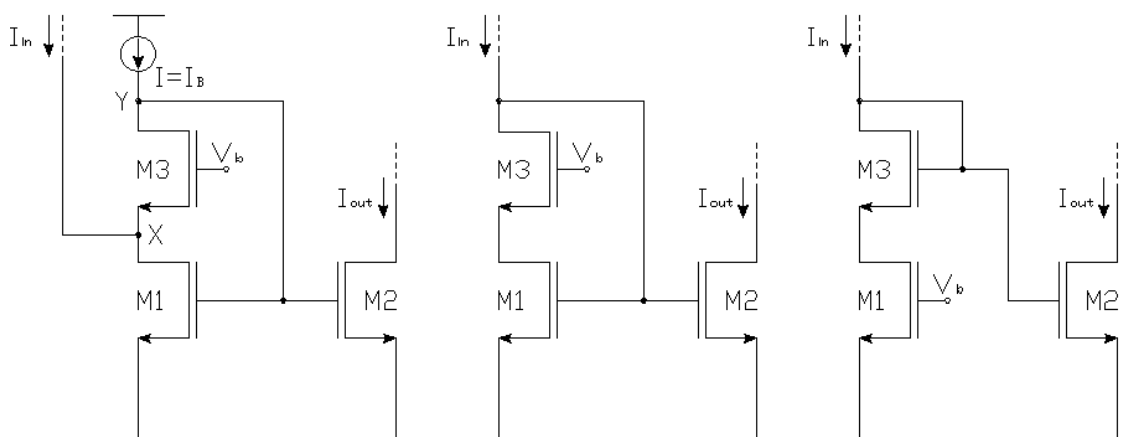 I_In
I=I_B
Y
M3
V_b
I_out
X
M1
M2
I_In
M3
V_b
I_out
M1
M2
I_In
M3
I_out
M1
V_b
M2